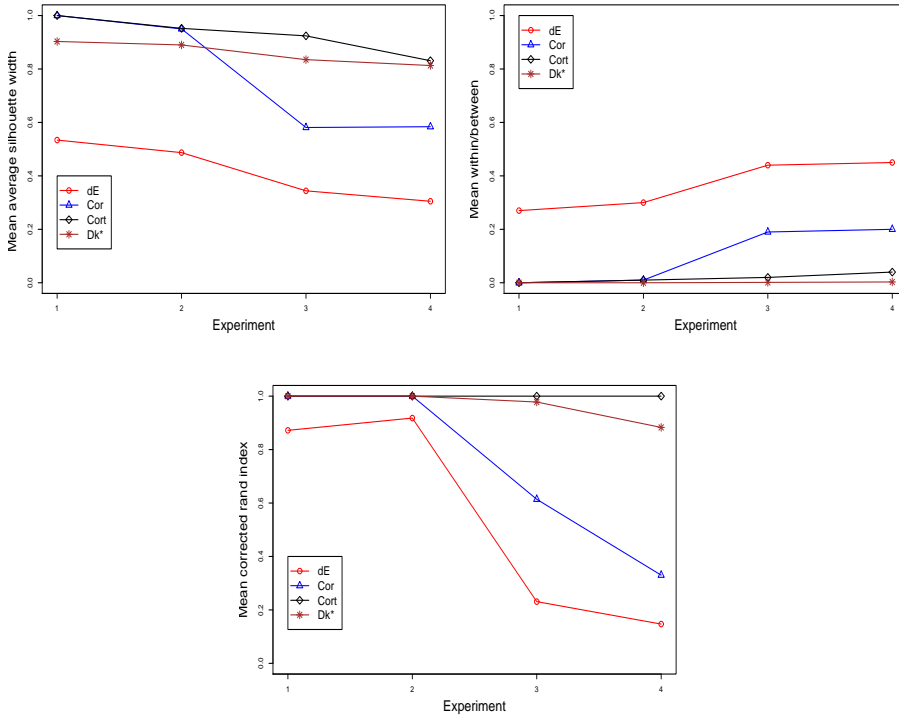 Mean average silhouette width
1.0
0.8
0.6
0.4
0.2
0.0
dE
Cor
Cort
Dk*
1 2 3 4
Experiment
Mean within/between
1.0
0.8
0.6
0.4
0.2
0.0
dE
Cor
Cort
Dk*
1 2 3 4
Experiment
Mean corrected rand index
1.0
0.8
0.6
0.4
0.2
0.0
dE
Cor
Cort
Dk*
1 2 3 4
Experiment